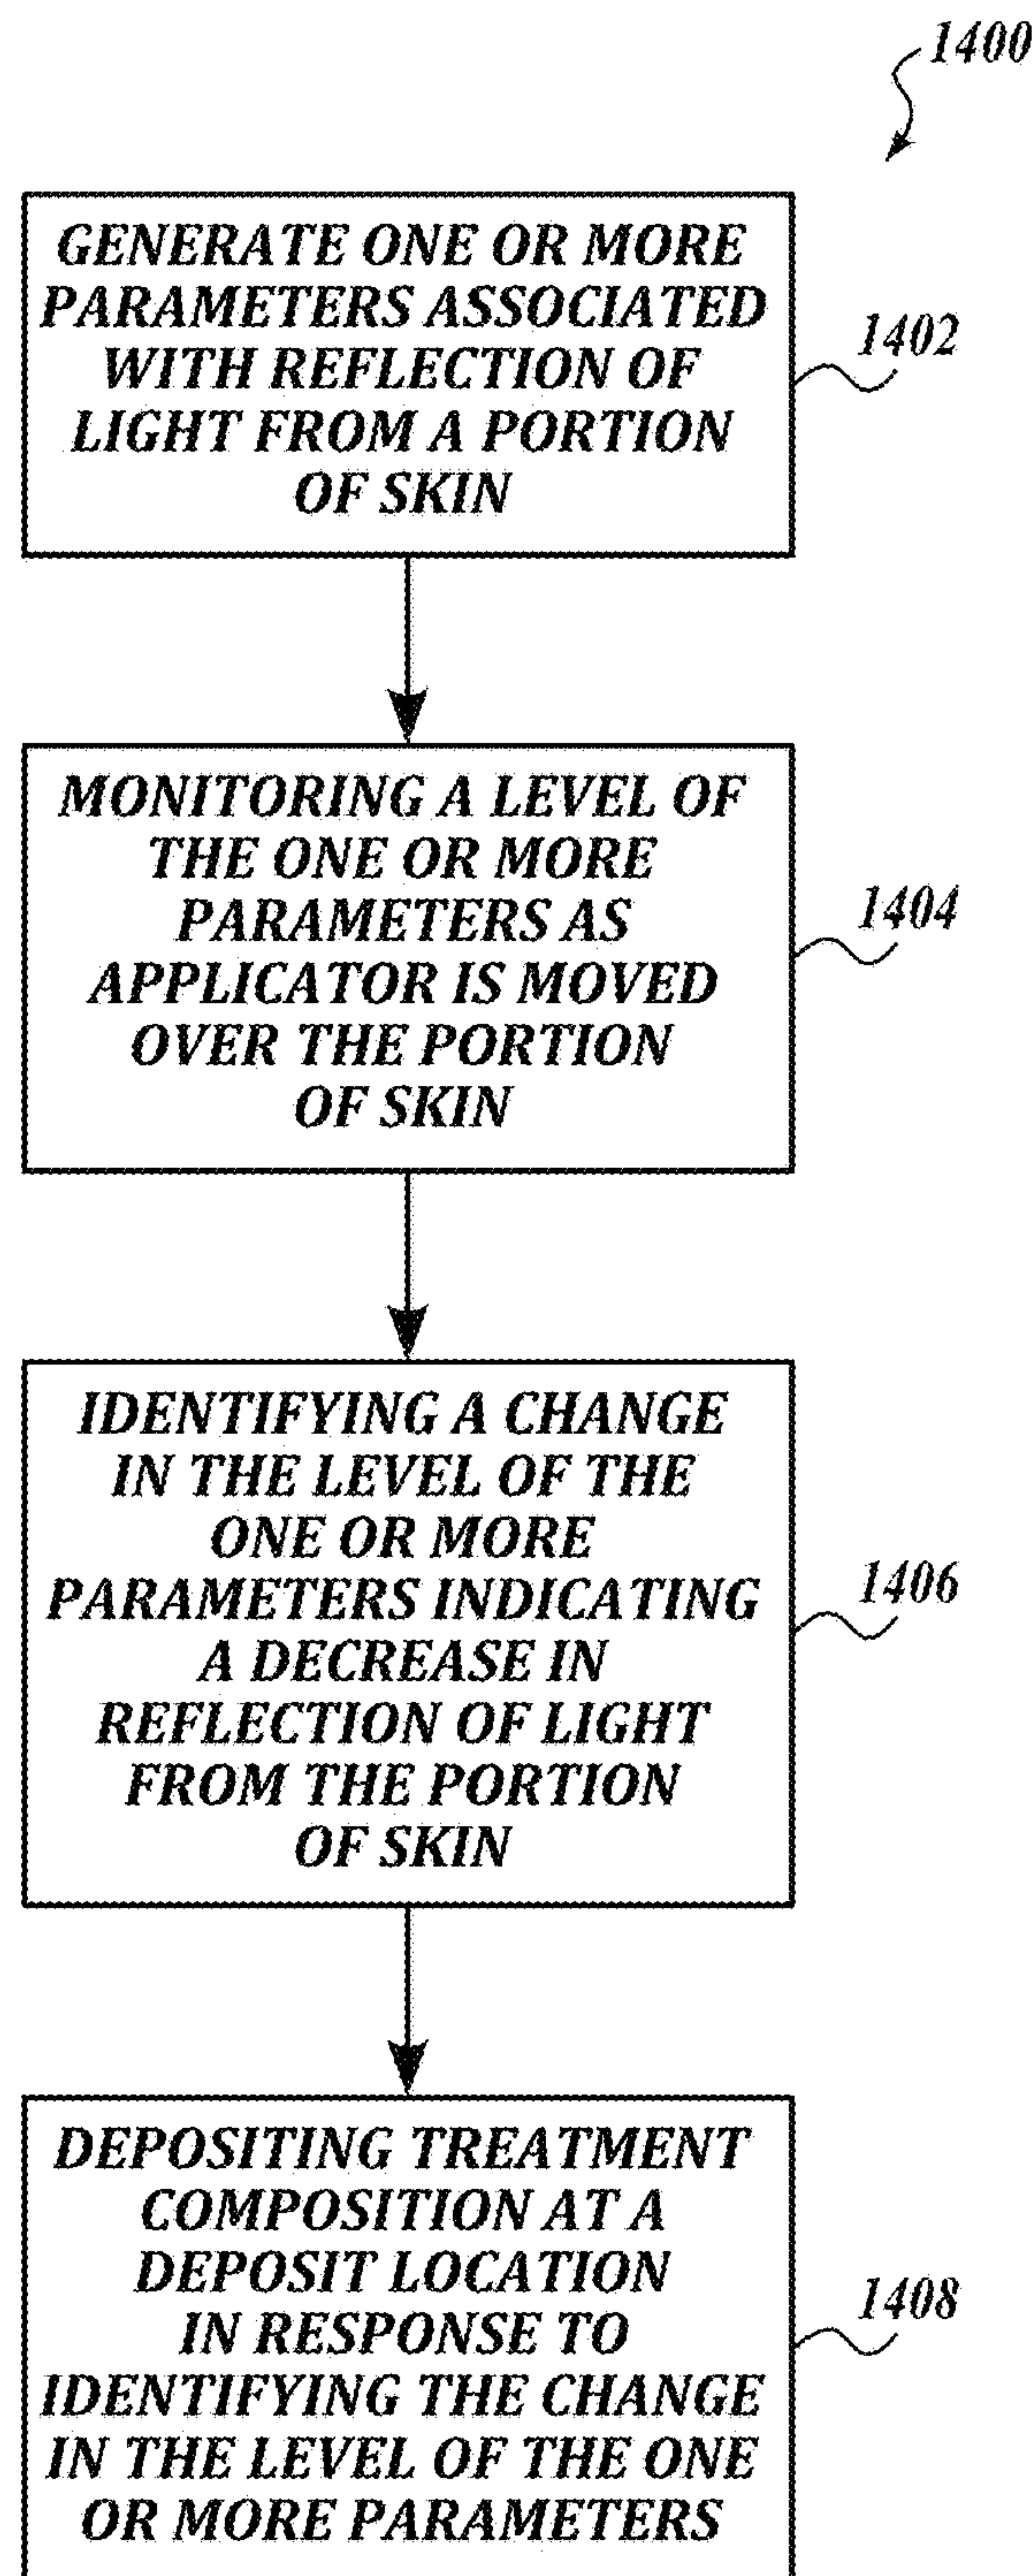 1400
GENERATE ONE OR MORE
PARAMETERS ASSOCIATED
WITH REFLECTION OF
LIGHT FROM A PORTION
OF SKIN
1402
MONITORING A LEVEL OF
THE ONE OR MORE
PARAMETERS AS
APPLICATOR IS MOVED
OVER THE PORTION
OF SKIN
1404
IDENTIFYING A CHANGE
IN THE LEVEL OF THE
ONE OR MORE
PARAMETERS INDICATING
A DECREASE IN
REFLECTION OF LIGHT
FROM THE PORTION
OF SKIN
1406
DEPOSITING TREATMENT
COMPOSITION AT A
DEPOSIT LOCATION
IN RESPONSE TO
IDENTIFYING THE CHANGE
IN THE LEVEL OF THE ONE
OR MORE PARAMETERS
1408